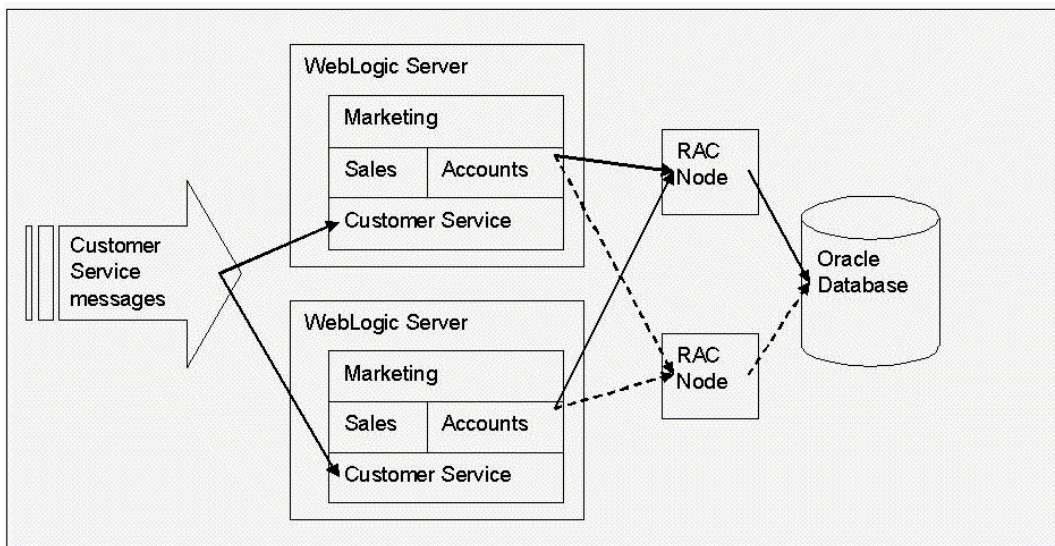 Customer
Service
messages
WebLogic Server
Marketing
Sales
Accounts
Customer Service
WebLogic Server
Marketing
Sales
Accounts
Customer Service
RAC
Node
RAC
Node
Oracle
Database